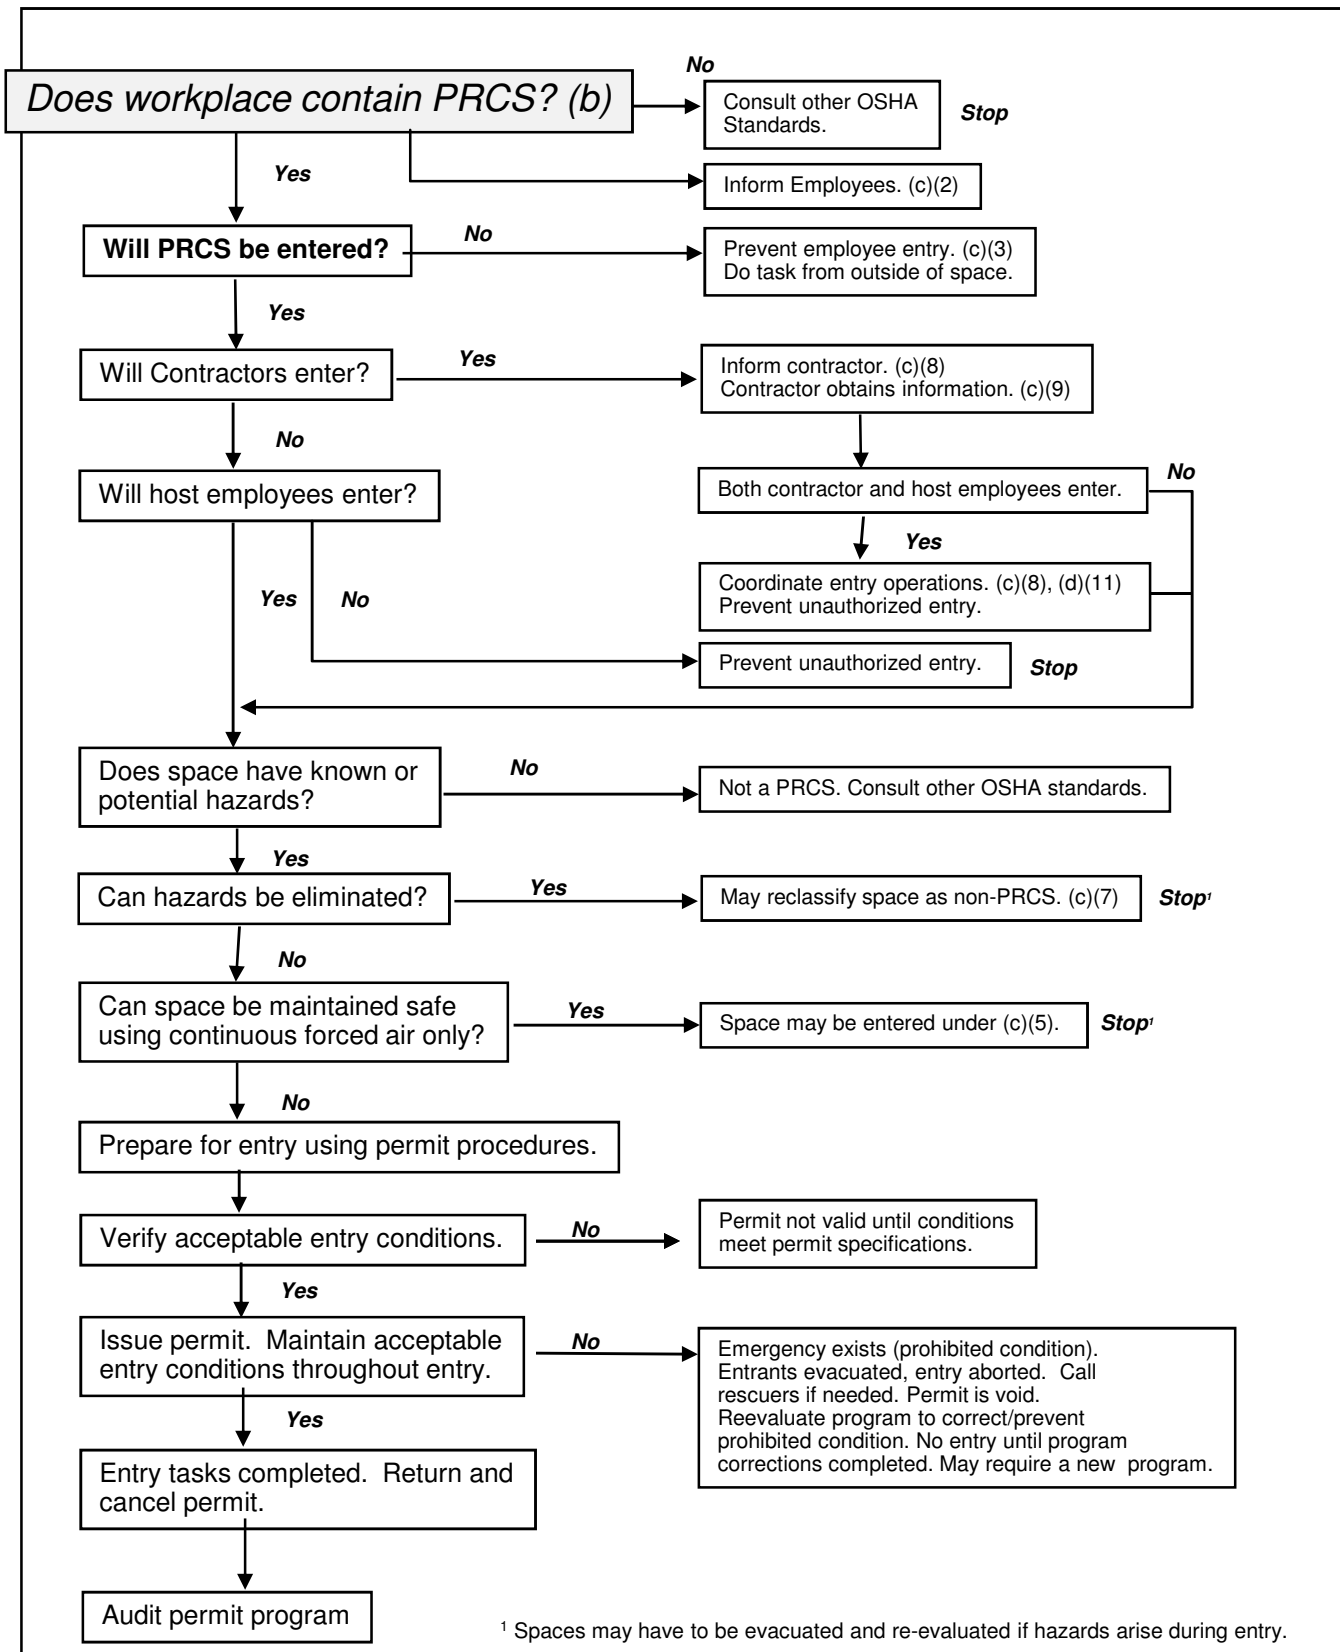 No
Does workplace contain PRCS? (b)
Consult other OSHA
Standards.
Stop
Yes
Inform Employees. (c)(2)
Will PRCS be entered?
No
Prevent employee entry. (c)(3)
Do task from outside of space.
Yes
Will Contractors enter?
Yes
Inform contractor. (c)(8)
Contractor obtains information. (c)(9)
No
Will host employees enter?
Both contractor and host employees enter.
No
Yes
Yes
No
Coordinate entry operations. (c)(8), (d)(11)
Prevent unauthorized entry.
Prevent unauthorized entry.
Stop
Does space have known or
potential hazards?
No
Not a PRCS. Consult other OSHA standards.
Yes
Can hazards be eliminated?
Yes
May reclassify space as non-PRCS. (c)(7)
Stop¹
No
Can space be maintained safe
using continuous forced air only?
Yes
Space may be entered under (c)(5).
Stop¹
No
Prepare for entry using permit procedures.
Verify acceptable entry conditions.
No
Permit not valid until conditions
meet permit specifications.
Yes
Issue permit.  Maintain acceptable
entry conditions throughout entry.
No
Emergency exists (prohibited condition).
Entrants evacuated, entry aborted.  Call
rescuers if needed. Permit is void.
Reevaluate program to correct/prevent
prohibited condition. No entry until program
corrections completed. May require a new  program.
Yes
Entry tasks completed.  Return and
cancel permit.
Audit permit program
¹ Spaces may have to be evacuated and re-evaluated if hazards arise during entry.